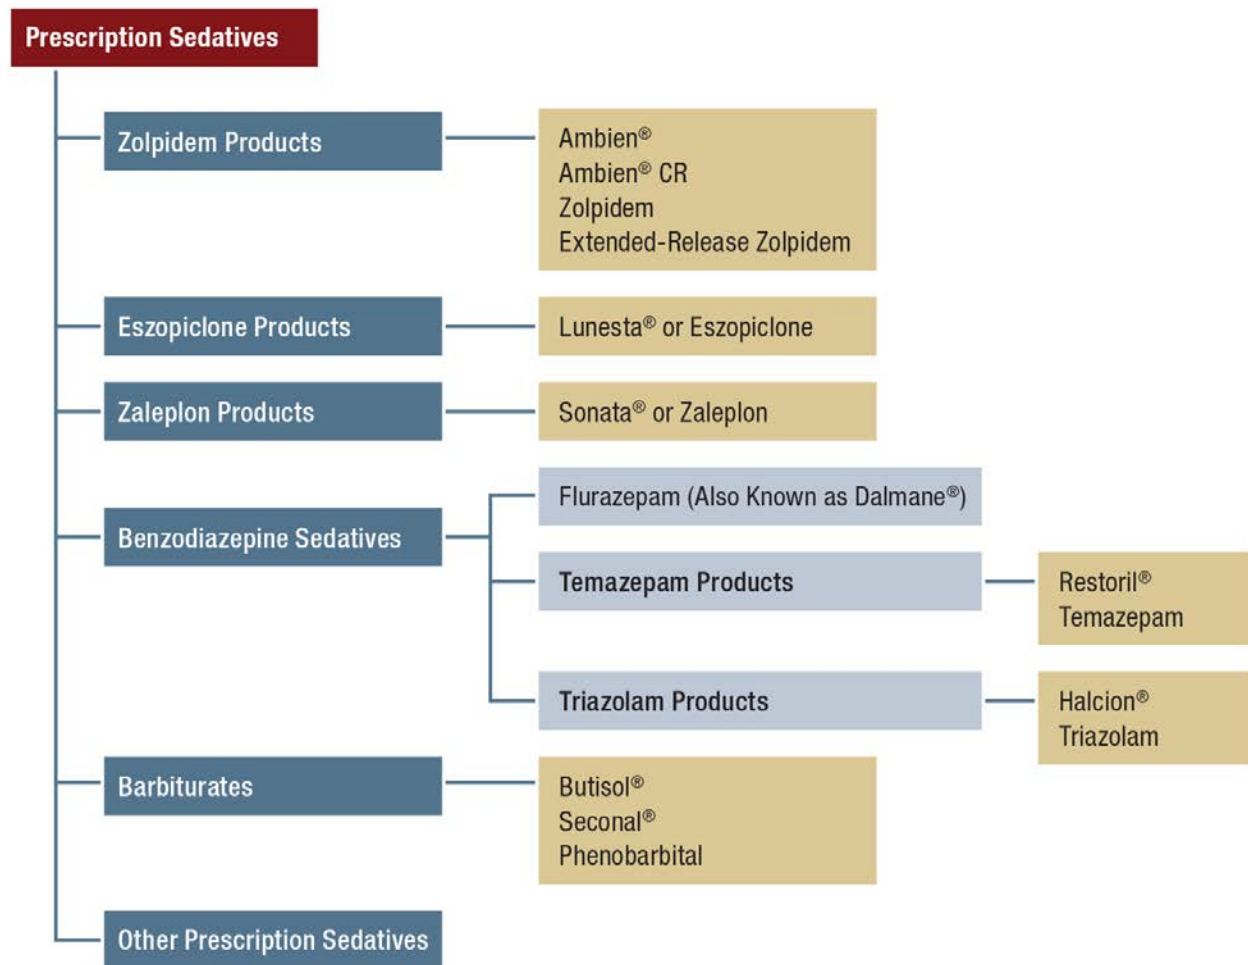 Prescription Sedatives
Zolpidem Products
Ambien®
Ambien® CR
Zolpidem
Extended-Release Zolpidem
Eszopiclone Products
Lunesta® or Eszopiclone
Zaleplon Products
Sonata® or Zaleplon
Benzodiazepine Sedatives
Flurazepam (Also Known as Dalmane®)
Temazepam Products
Restoril®
Temazepam
Triazolam Products
Halcion®
Triazolam
Barbiturates
Butisol®
Seconal®
Phenobarbital
Other Prescription Sedatives